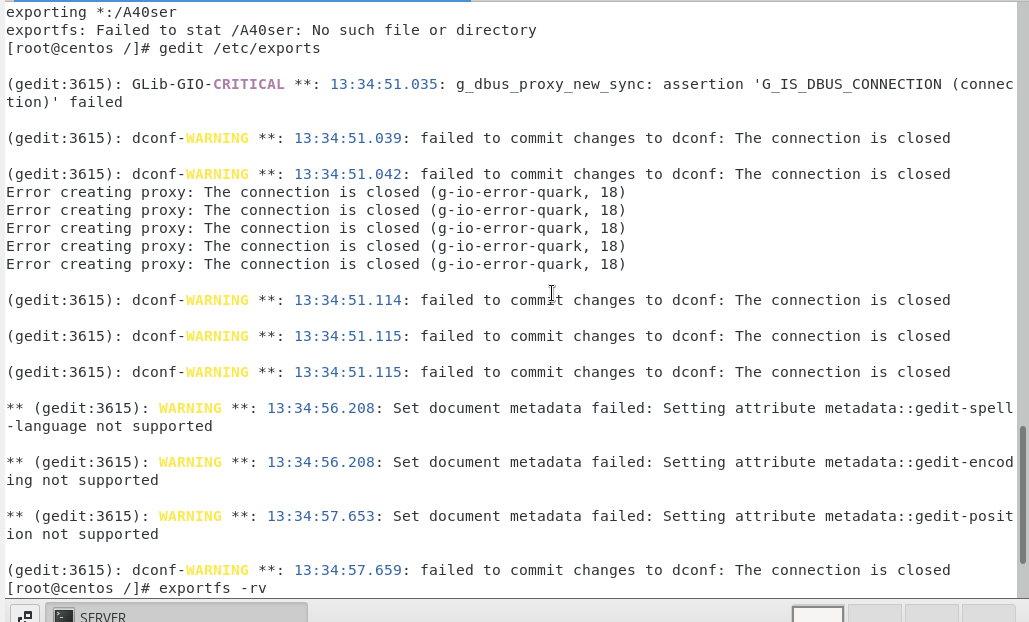 exporting *:/A40ser
exportfs: Failed to stat /A40ser: No such file or directory
[root@centos /]# gedit /etc/exports
(gedit:3615): GLib-GIO-CRITICAL **: 13:34:51.035: g_dbus_proxy_new_sync: assertion 'G_IS_DBUS_CONNECTION (connec
tion)' failed
(gedit:3615): dconf-WARNING **: 13:34:51.039: failed to commit changes to dconf: The connection is closed
(gedit:3615): dconf-WARNING **: 13:34:51.042: failed to commit changes to dconf: The connection is closed
Error creating proxy: The connection is closed (g-io-error-quark, 18)
Error creating proxy: The connection is closed (g-io-error-quark, 18)
Error creating proxy: The connection is closed (g-io-error-quark, 18)
Error creating proxy: The connection is closed (g-io-error-quark, 18)
Error creating proxy: The connection is closed (g-io-error-quark, 18)
(gedit:3615): dconf-WARNING **: 13:34:51.114: failed to commit changes to dconf: The connection is closed
(gedit:3615): dconf-WARNING **: 13:34:51.115: failed to commit changes to dconf: The connection is closed
(gedit:3615): dconf-WARNING **: 13:34:51.115: failed to commit changes to dconf: The connection is closed
** (gedit:3615): WARNING **: 13:34:56.208: Set document metadata failed: Setting attribute metadata::gedit-spell
-language not supported
** (gedit:3615): WARNING **: 13:34:56.208: Set document metadata failed: Setting attribute metadata::gedit-encod
ing not supported
** (gedit:3615): WARNING **: 13:34:57.653: Set document metadata failed: Setting attribute metadata::gedit-posit
ion not supported
(gedit:3615): dconf-WARNING **: 13:34:57.659: failed to commit changes to dconf: The connection is closed
[root@centos /]# exportfs -rv
SERVER